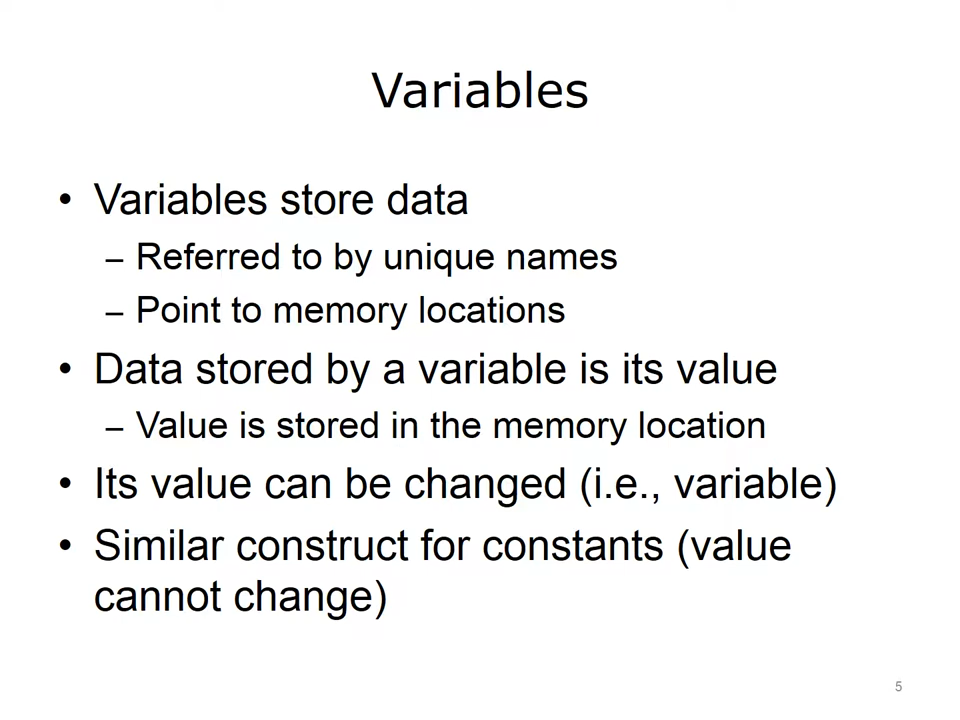 Variables
• Variables store data
– Referred to by unique names
– Point to memory locations
• Data stored by a variable is its value
– Value is stored in the memory location
• Its value can be changed (i.e., variable)
• Similar construct for constants (value
cannot change)
5